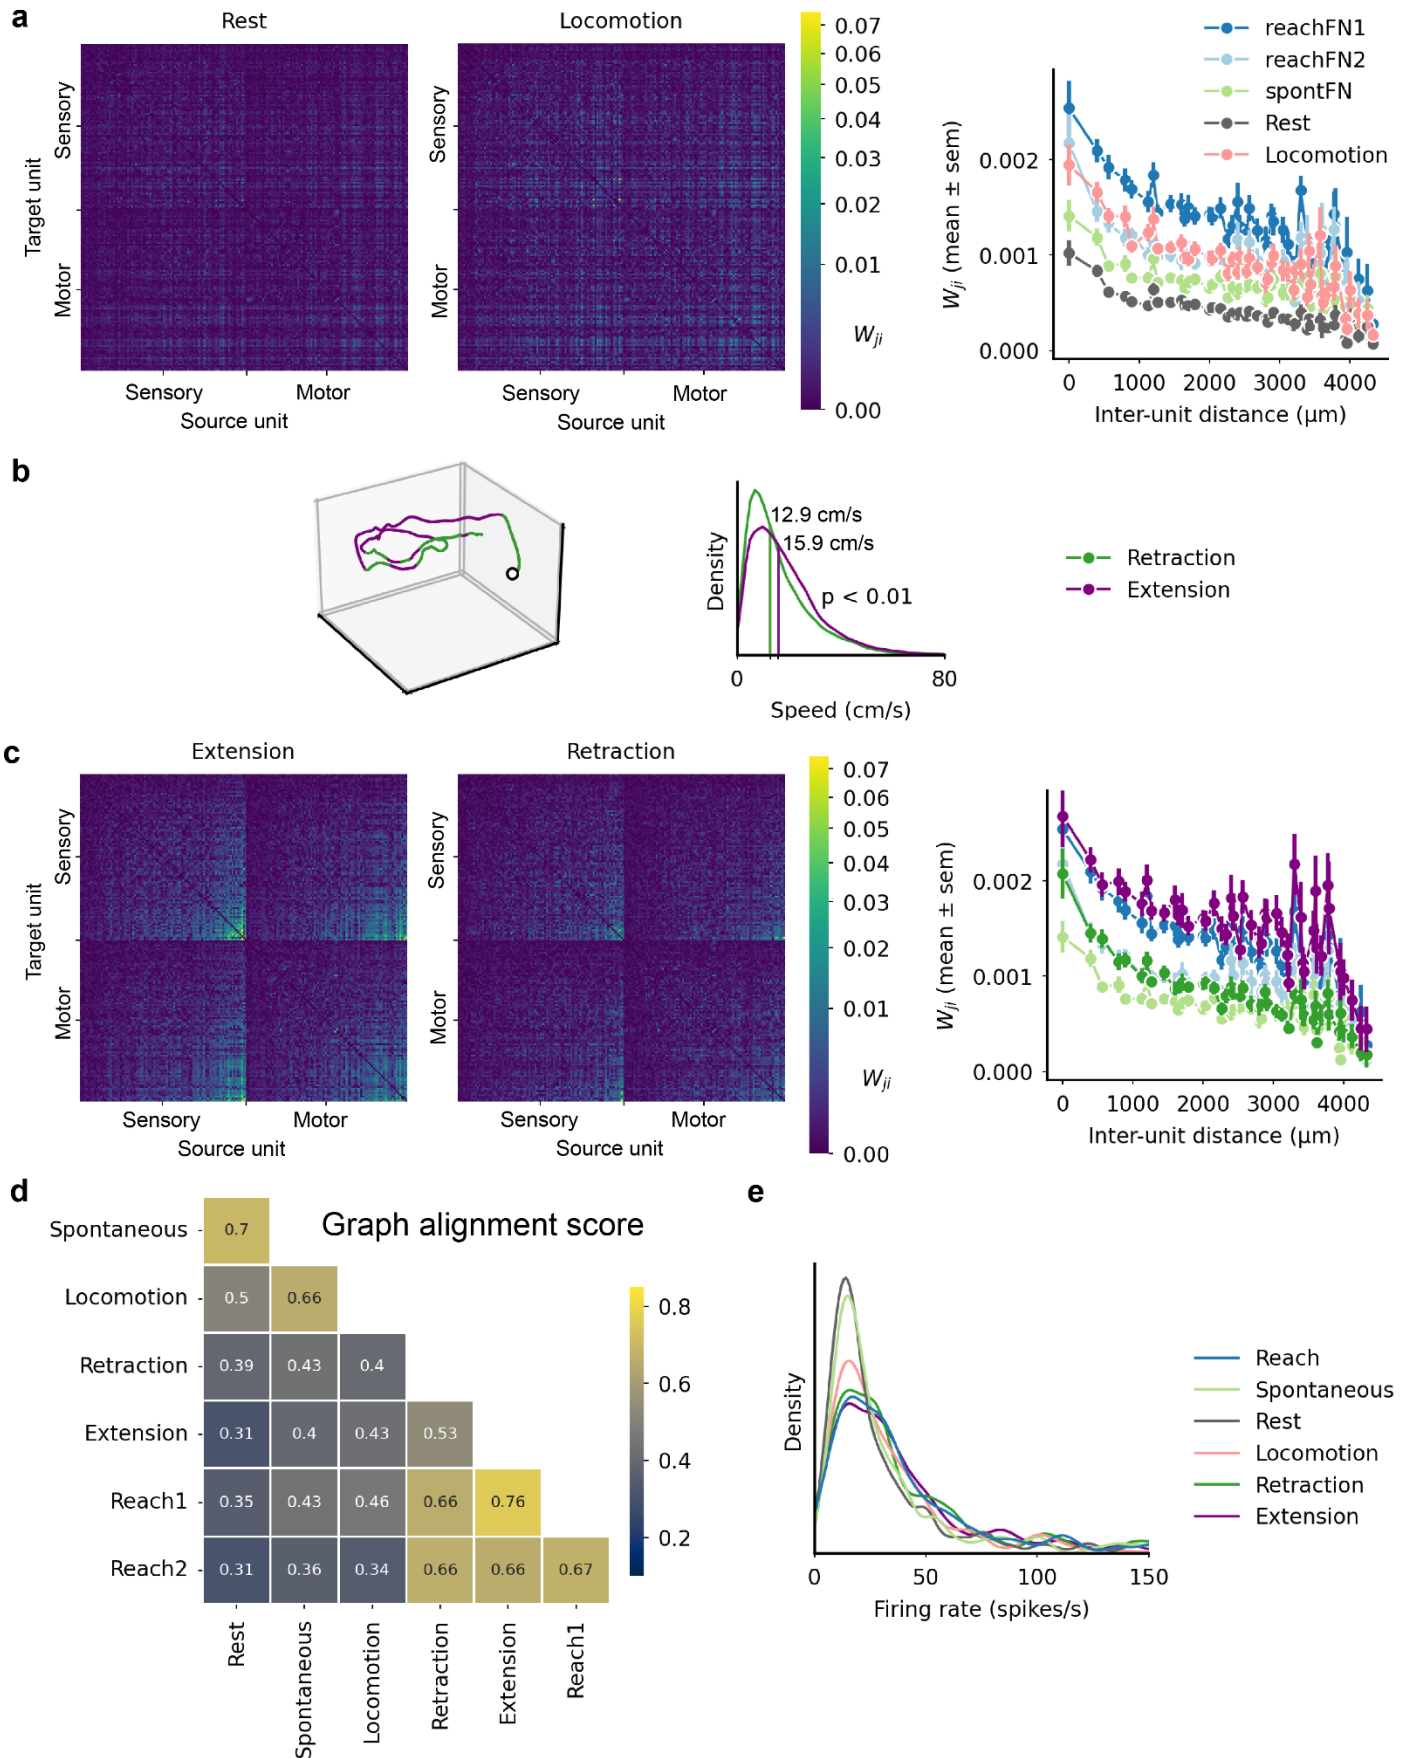 a
Rest
Locomotion
Sensory
Motor
Target unit
Sensory
Motor
Source unit
Sensory
Motor
Sensory
Motor
Source unit
0.07
0.06
0.05
0.04
0.03
0.02
0.01
0.00
Wji
reachFN1
reachFN2
spontFN
Rest
Locomotion
Wji (mean ± sem)
0.002
0.001
0.000
0
1000
2000
3000
4000
Inter-unit distance (μm)
b
Density
12.9 cm/s
15.9 cm/s
p < 0.01
0
80
Speed (cm/s)
Retraction
Extension
c
Extension
Retraction
Sensory
Motor
Target unit
Sensory
Motor
Source unit
Sensory
Motor
Sensory
Motor
Source unit
0.07
0.06
0.05
0.04
0.03
0.02
0.01
0.00
Wji
Wji (mean ± sem)
0.002
0.001
0.000
0
1000
2000
3000
4000
Inter-unit distance (μm)
d
Graph alignment score
Spontaneous
0.7
Locomotion
0.5 0.66
Retraction
0.39 0.43 0.4
Extension
0.31 0.4 0.43 0.53
Reach1
0.35 0.43 0.46 0.66 0.76
Reach2
0.31 0.36 0.34 0.66 0.66 0.67
Rest
Spontaneous
Locomotion
Retraction
Extension
Reach1
0.8
0.6
0.4
0.2
e
Density
0
50
100
150
Firing rate (spikes/s)
Reach
Spontaneous
Rest
Locomotion
Retraction
Extension